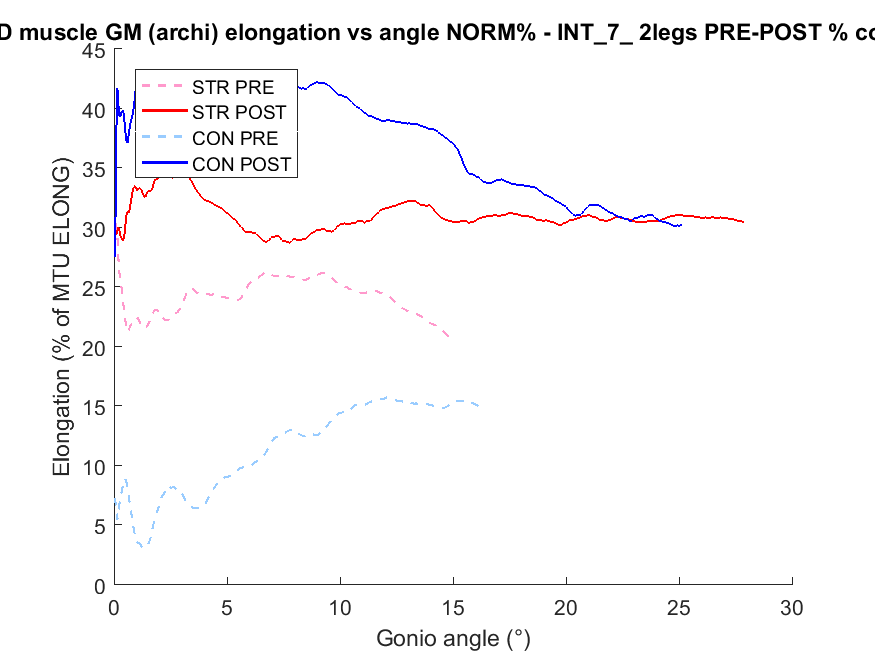 D muscle GM (archi) elongation vs angle NORM% - INT_7_ 2legs PRE-POST % co
45
40
35
30
25
20
15
10
5
0
Elongation (% of MTU ELONG)
STR PRE
STR POST
CON PRE
CON POST
0 5 10 15 20 25 30
Gonio angle (°)